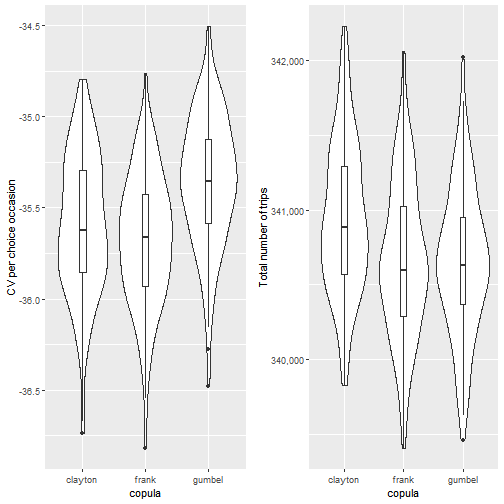 CV per choice occasion
-34.5
-35.0
-35.5
-36.0
-36.5
clayton frank gumbel
copula
Total number of trips
342,000
341,000
340,000
clayton frank gumbel
copula